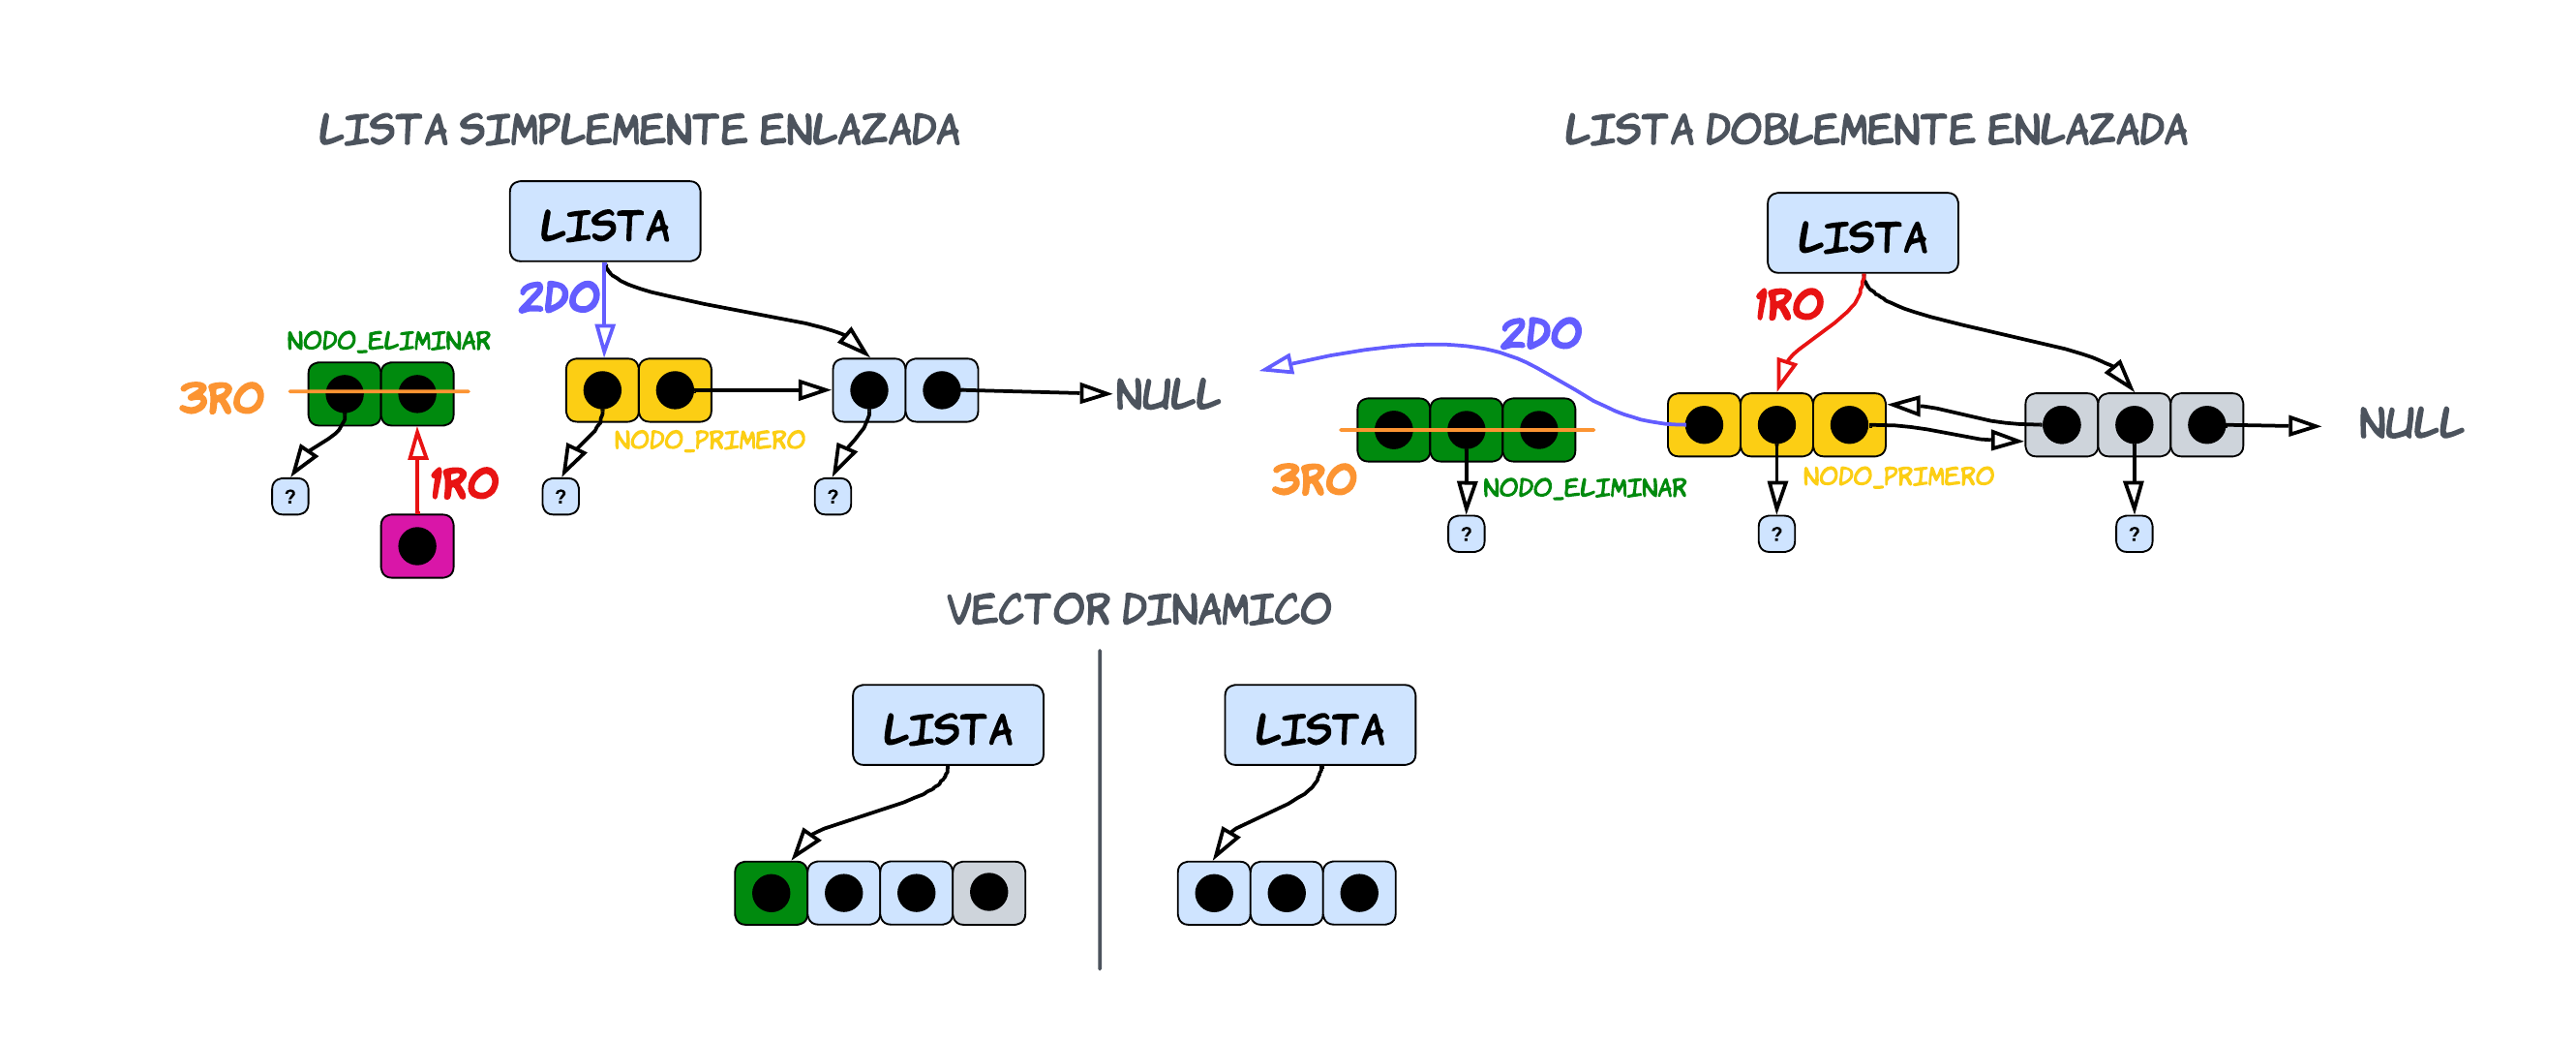 LISTA SIMPLEMENTE ENLAZADA
LISTA
2DO
NODO_ELIMINAR
3RO
NULL
NODO_PRIMERO
1RO
?
?
?
LISTA DOBLEMENTE ENLAZADA
LISTA
1RO
2DO
NULL
3RO
NODO_ELIMINAR
NODO_PRIMERO
?
?
?
VECTOR DINAMICO
LISTA
LISTA